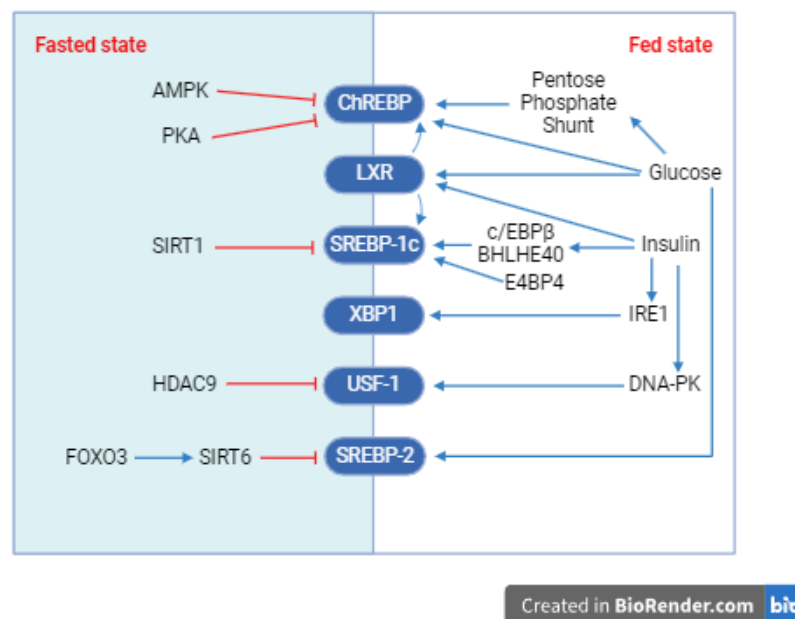 Fasted state
Fed state
AMPK
PKA
ChREBP
Pentose
Phosphate
Shunt
LXR
Glucose
SIRT1
SREBP-1c
c/EBPβ
BHLHE40
Insulin
E4BP4
XBP1
IRE1
HDAC9
USF-1
DNA-PK
FOXO3
SIRT6
SREBP-2
Created in BioRender.com